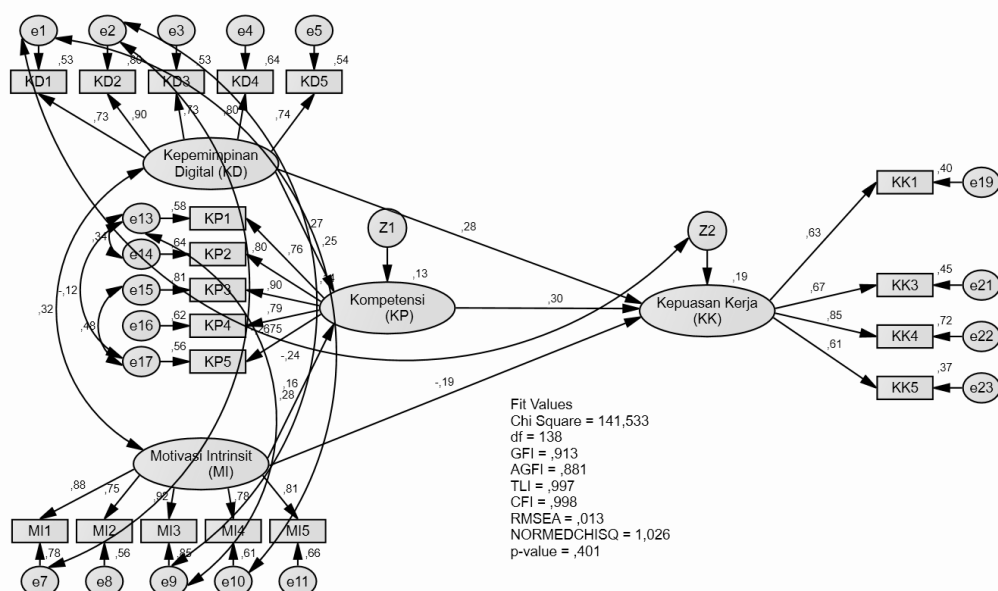 e1 e2 e3 e4 e5
,53 ,80 ,53 ,64 ,54
KD1 KD2 KD3 KD4 KD5
,73 ,90 ,73 ,80 ,74
Kepemimpinan
Digital (KD)
e13 ,58 KP1
e14 ,64 KP2
e15 ,81 KP3
e16 ,62 KP4
e17 ,56 KP5
,34
-,12
,48
,32
,76
,80
,90
,79
,27
,25
,28
Z1
,13
Kompetensi
(KP)
,30
Z2
,19
Kepuasan Kerja
(KK)
-,24
,16
,28
-,19
,63
,67
,85
,61
KK1 ,40 e19
KK3 ,45 e21
KK4 ,72 e22
KK5 ,37 e23
Motivasi Intrinsit
(MI)
,88 ,75 ,92 ,78 ,81
MI1 MI2 MI3 MI4 MI5
,78 ,56 ,85 ,61 ,66
e7 e8 e9 e10 e11
Fit Values
Chi Square = 141,533
df = 138
GFI = ,913
AGFI = ,881
TLI = ,997
CFI = ,998
RMSEA = ,013
NORMEDCHISQ = 1,026
p-value = ,401